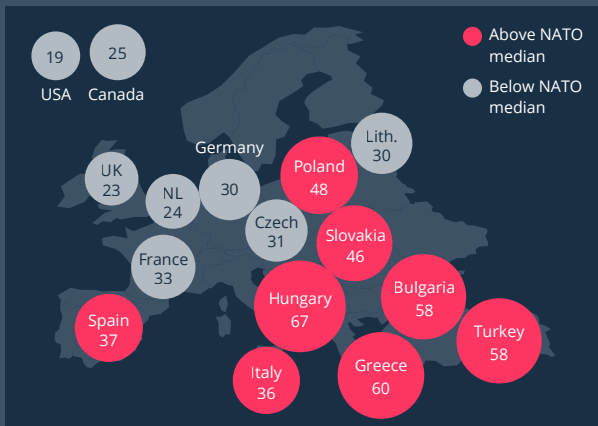 19
USA
25
Canada
Above NATO
median
Below NATO
median
Germany
30
Lith.
30
UK
23
NL
24
Poland
48
Czech
31
Slovakia
46
France
33
Hungary
67
Bulgaria
58
Spain
37
Turkey
58
Italy
36
Greece
60